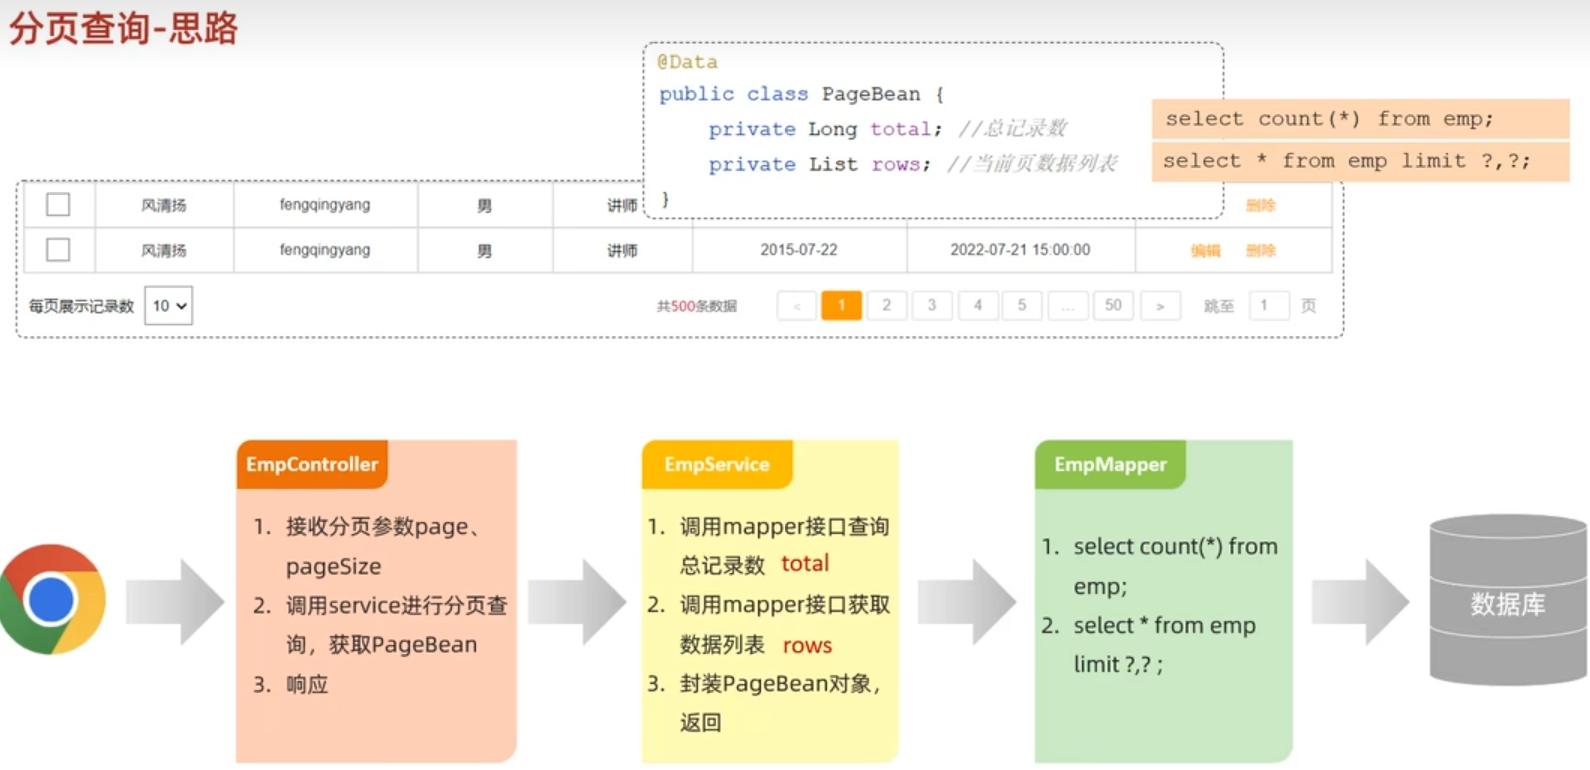 分页查询-思路
@Data
public class PageBean {
private Long total; //总记录数
private List rows; //当前页数据列表
}
select count(*) from emp;
select * from emp limit ?,?;
风清扬 fengqingyang 男 讲师 删除
风清扬 fengqingyang 男 讲师 2015-07-22 2022-07-21 15:00:00 编辑 删除
每页展示记录数 10 共500条数据 < 1 2 3 4 5 ... 50 > 跳至 1 页
EmpController
1. 接收分页参数page、
pageSize
2. 调用service进行分页查
询，获取PageBean
3. 响应
EmpService
1. 调用mapper接口查询
总记录数 total
2. 调用mapper接口获取
数据列表 rows
3. 封装PageBean对象，
返回
EmpMapper
1. select count(*) from
emp;
2. select * from emp
limit ?,? ;
数据库